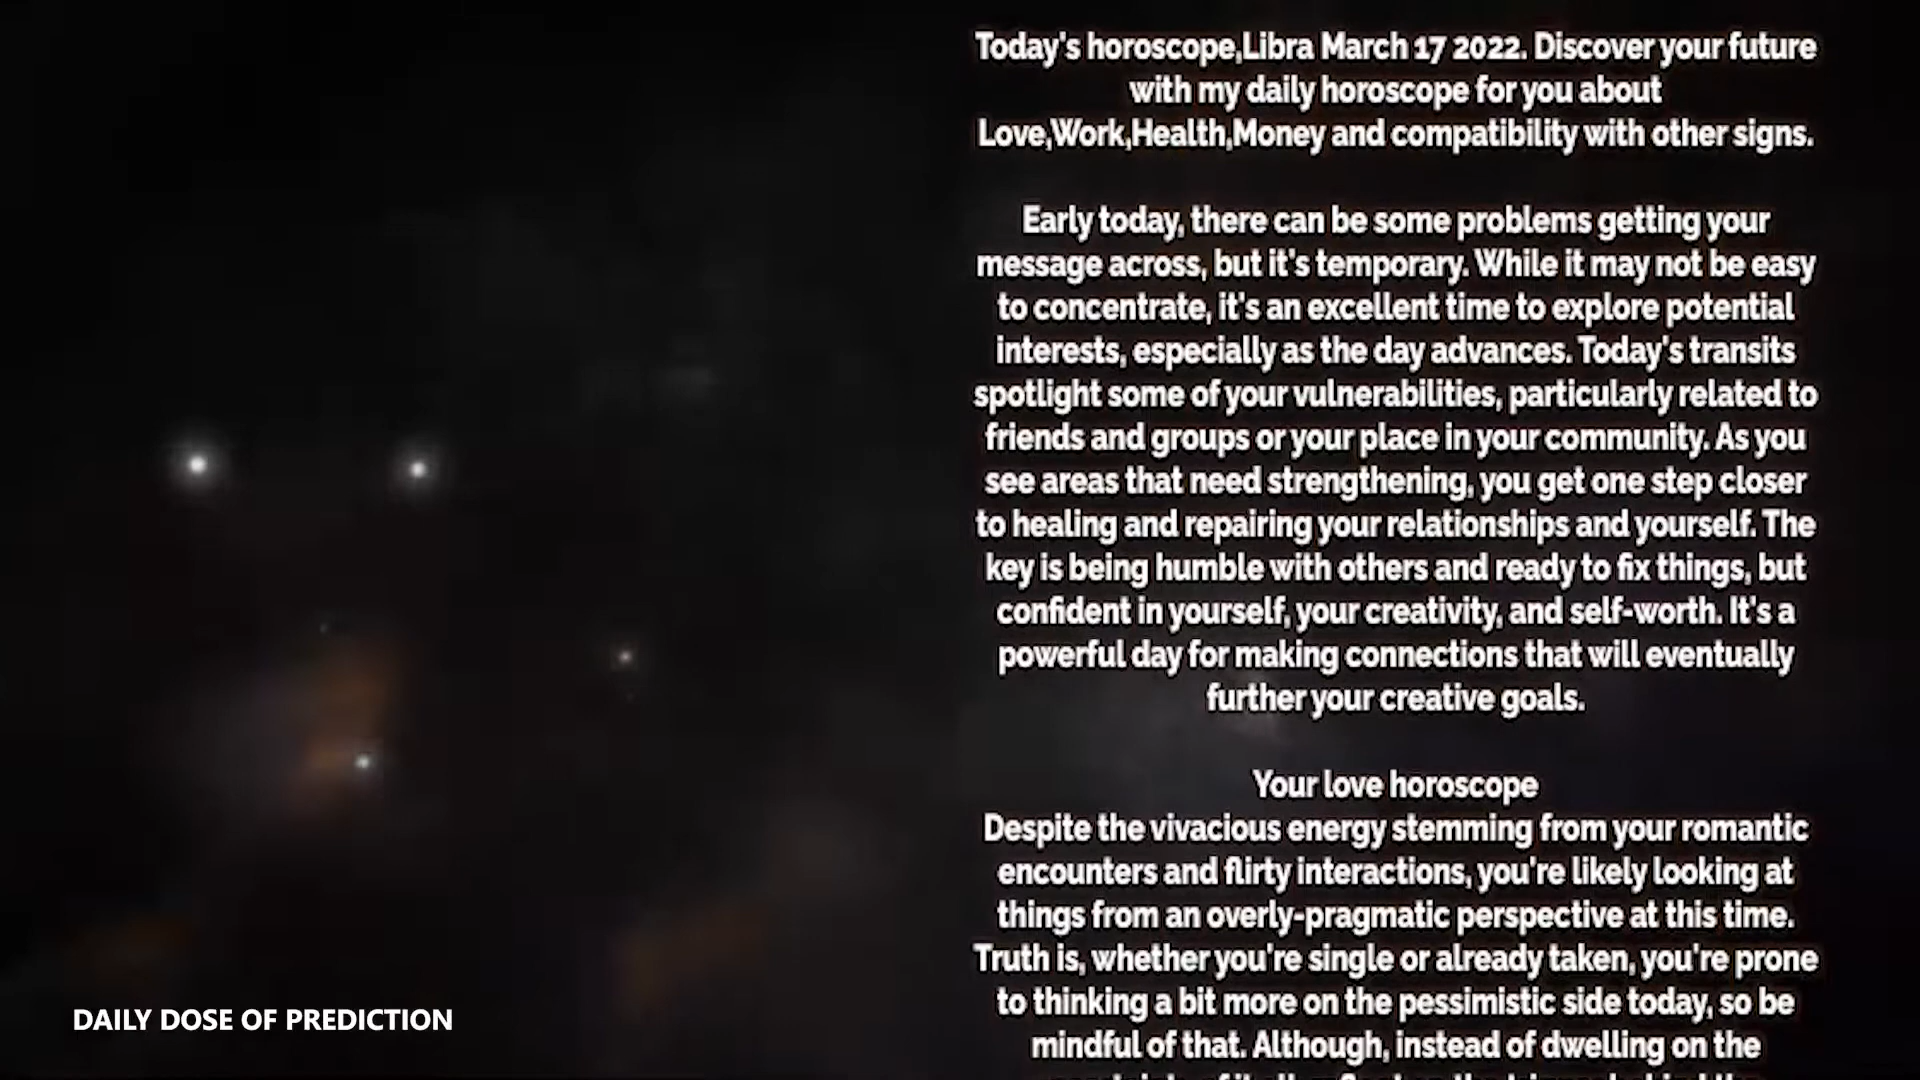 Today's horoscope,Libra March 17 2022. Discover your future
with my daily horoscope for you about
Love,Work,Health,Money and compatibility with other signs.
Early today, there can be some problems getting your
message across, but it's temporary. While it may not be easy
to concentrate, it's an excellent time to explore potential
interests, especially as the day advances. Today's transits
spotlight some of your vulnerabilities, particularly related to
friends and groups or your place in your community. As you
see areas that need strengthening, you get one step closer
to healing and repairing your relationships and yourself. The
key is being humble with others and ready to fix things, but
confident in yourself, your creativity, and self-worth. It's a
powerful day for making connections that will eventually
further your creative goals.
Your love horoscope
Despite the vivacious energy stemming from your romantic
encounters and flirty interactions, you're likely looking at
things from an overly-pragmatic perspective at this time.
Truth is, whether you're single or already taken, you're prone
to thinking a bit more on the pessimistic side today, so be
mindful of that. Although, instead of dwelling on the
DAILY DOSE OF PREDICTION